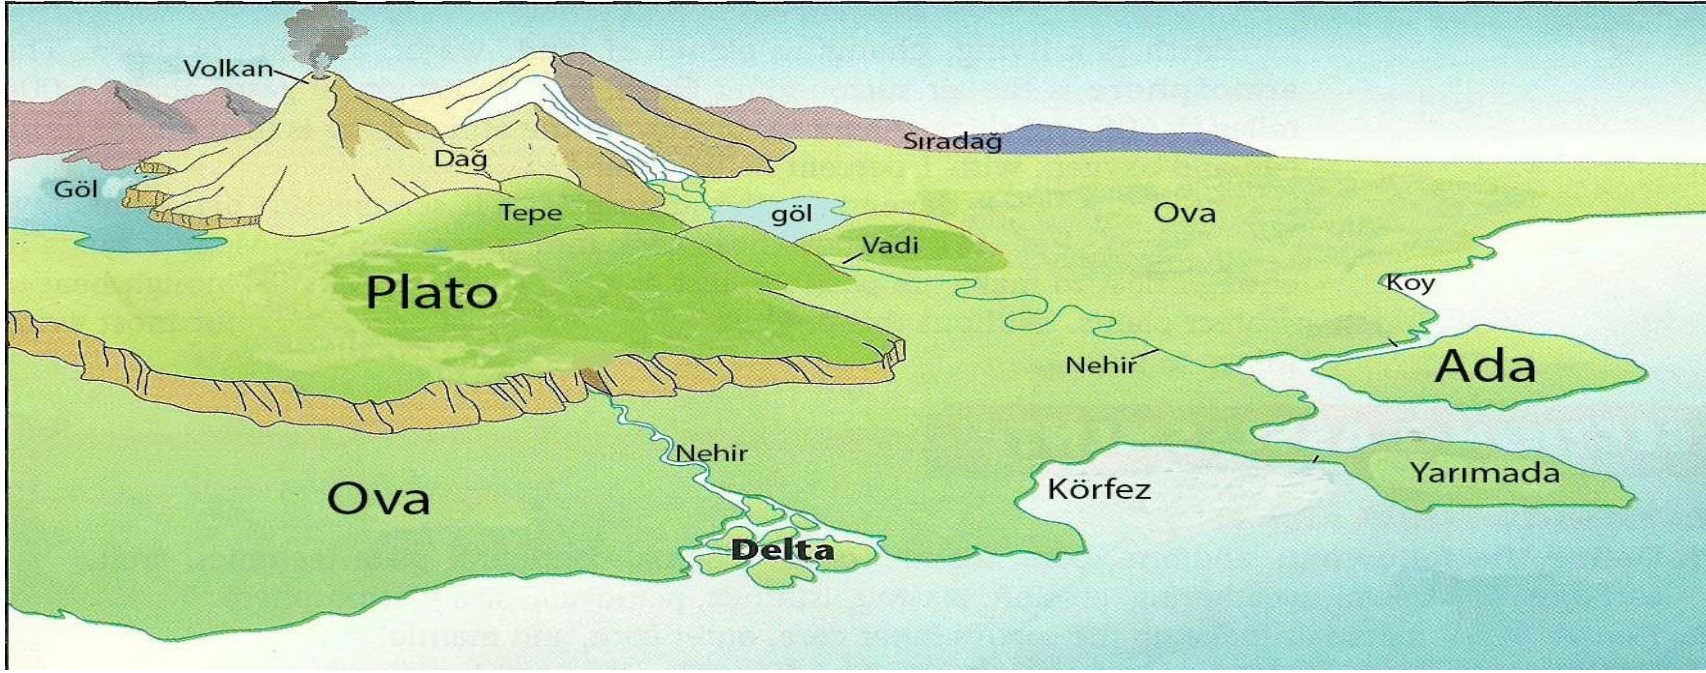 Volkan
Sıradağ
Dağ
Göl
Tepe
göl
Ova
Vadi
Plato
Koy
Nehir
Ada
Nehir
Yarımada
Ova
Körfez
Delta